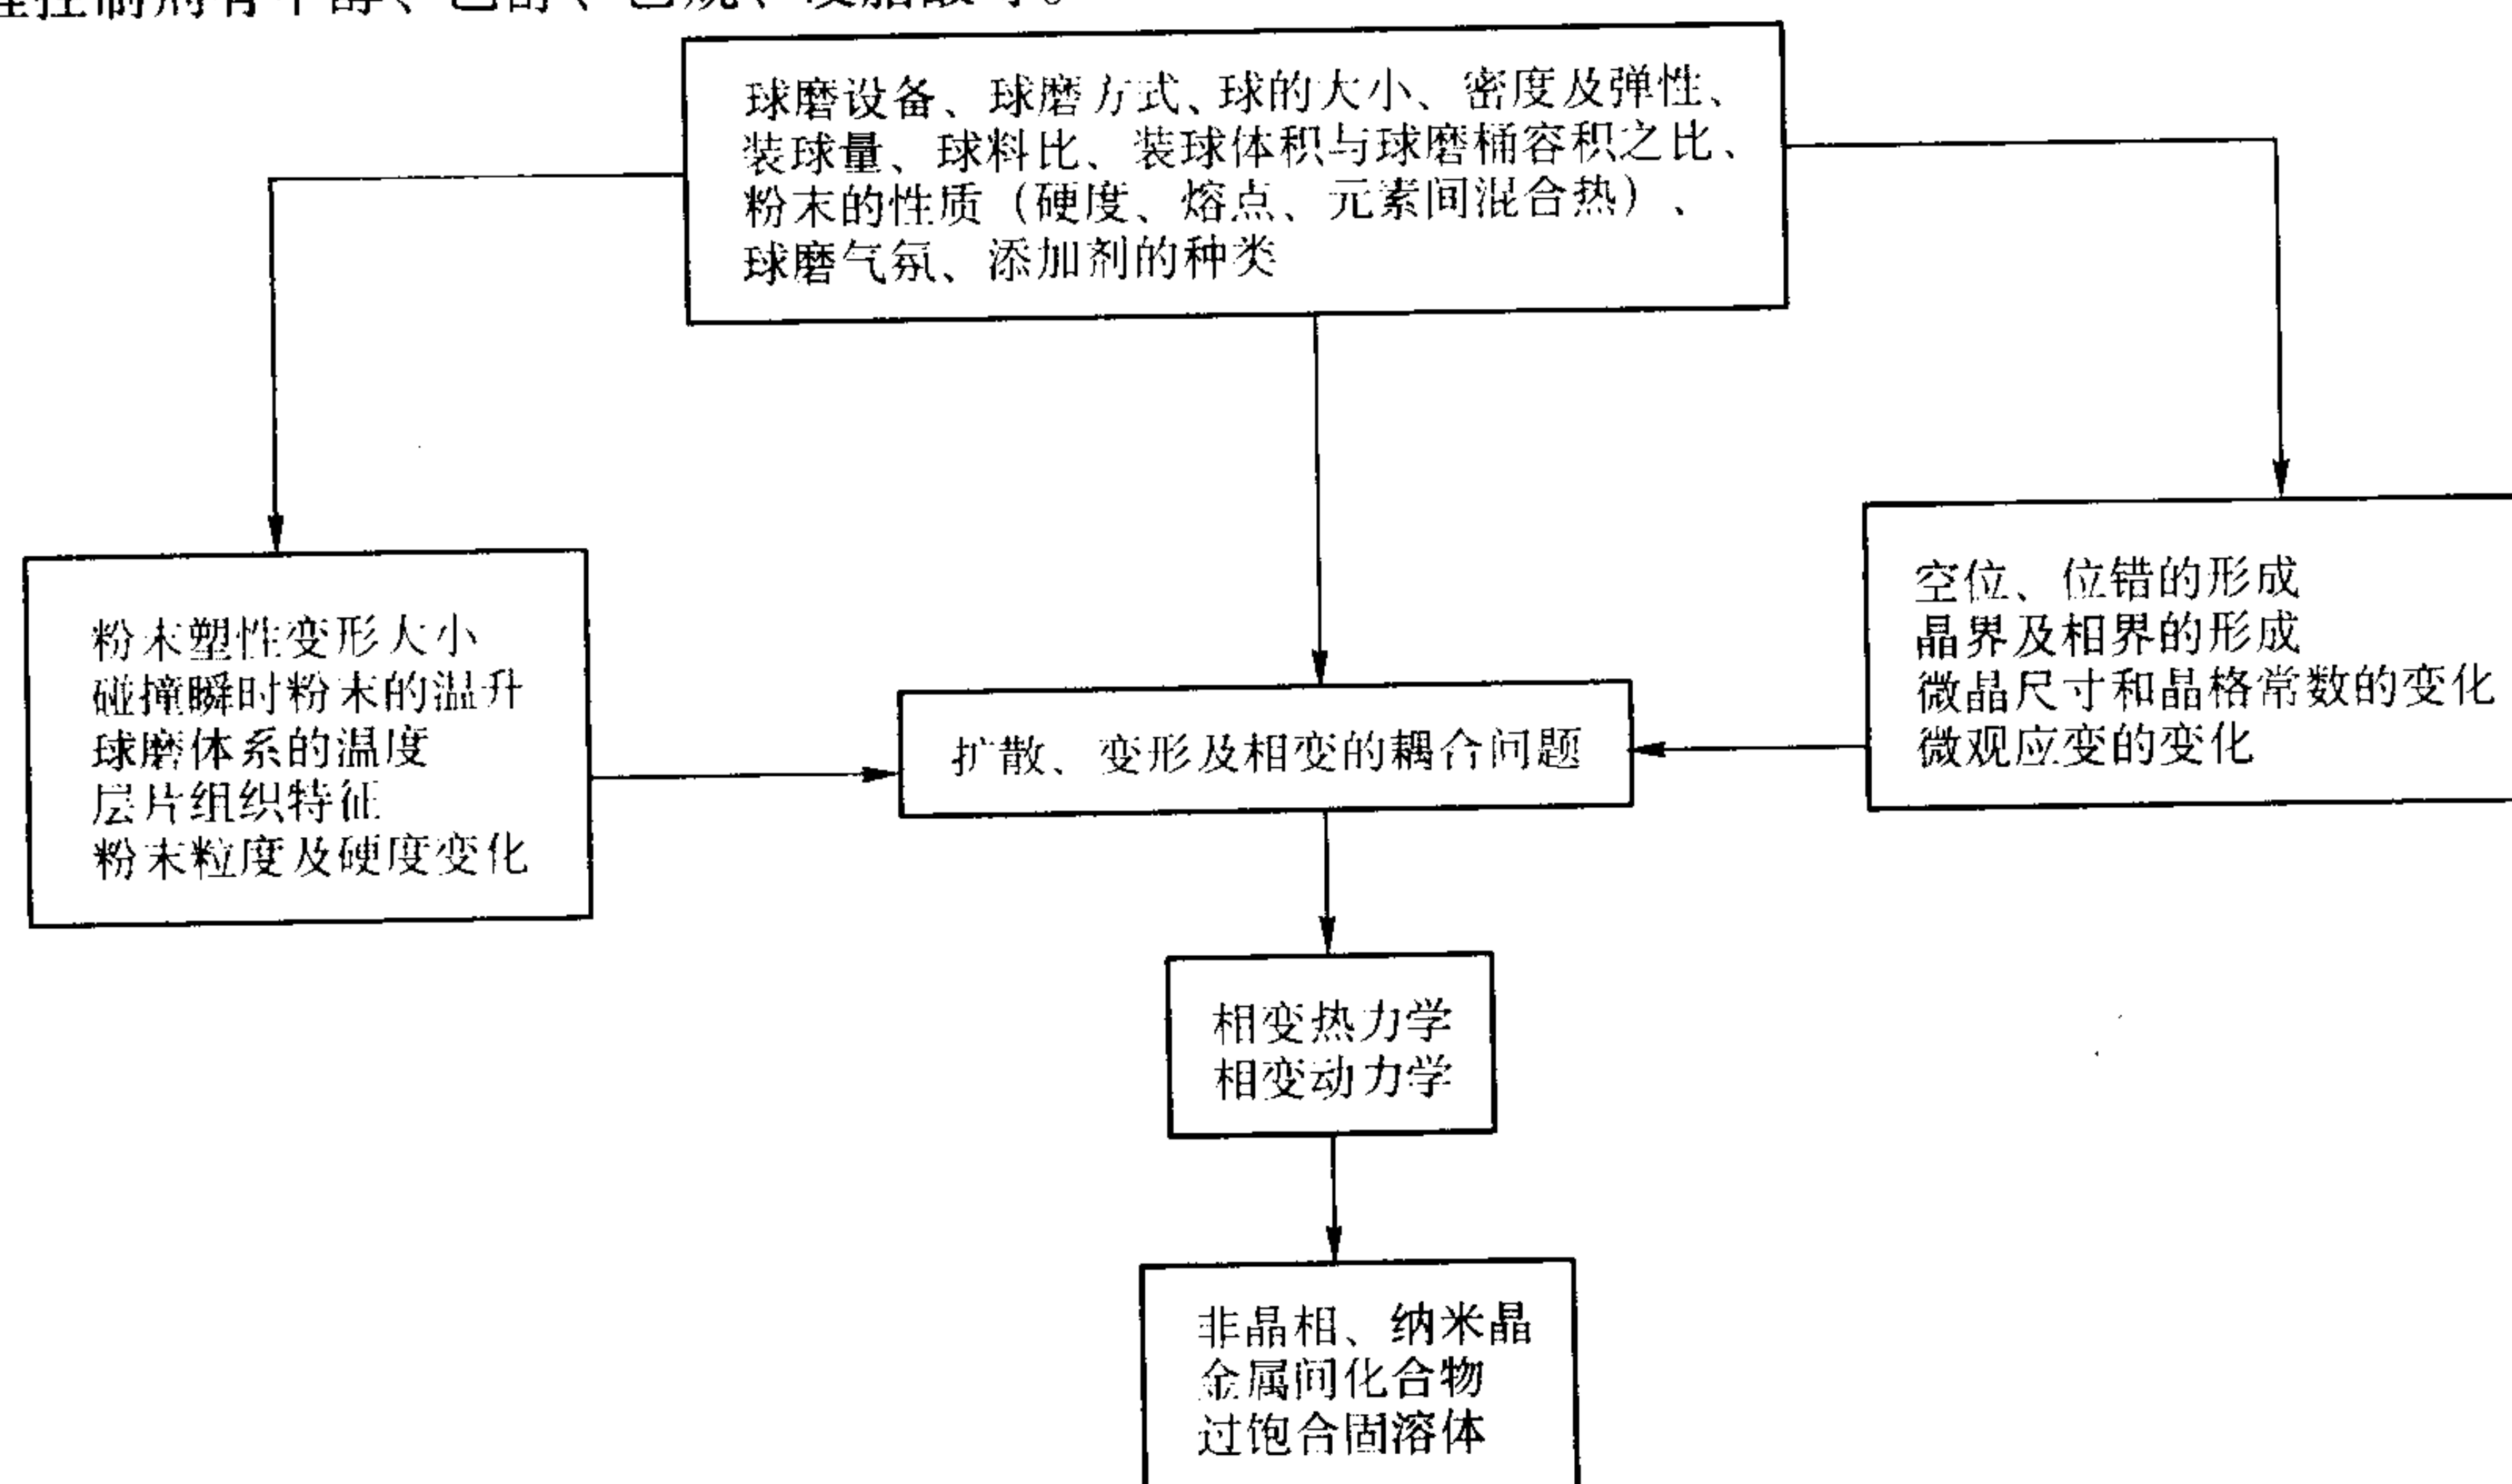 球磨设备、球磨方式、球的大小、密度及弹性、
装球量、球料比、装球体积与球磨桶容积之比、
粉末的性质（硬度、熔点、元素间混合热）、
球磨气氛、添加剂的种类
粉末塑性变形大小
碰撞瞬时粉末的温升
球磨体系的温度
层片组织特征
粉末粒度及硬度变化
扩散、变形及相变的耦合问题
空位、位错的形成
晶界及相界的形成
微晶尺寸和晶格常数的变化
微观应变的变化
相变热力学
相变动力学
非晶相、纳米晶
金属间化合物
过饱合固溶体